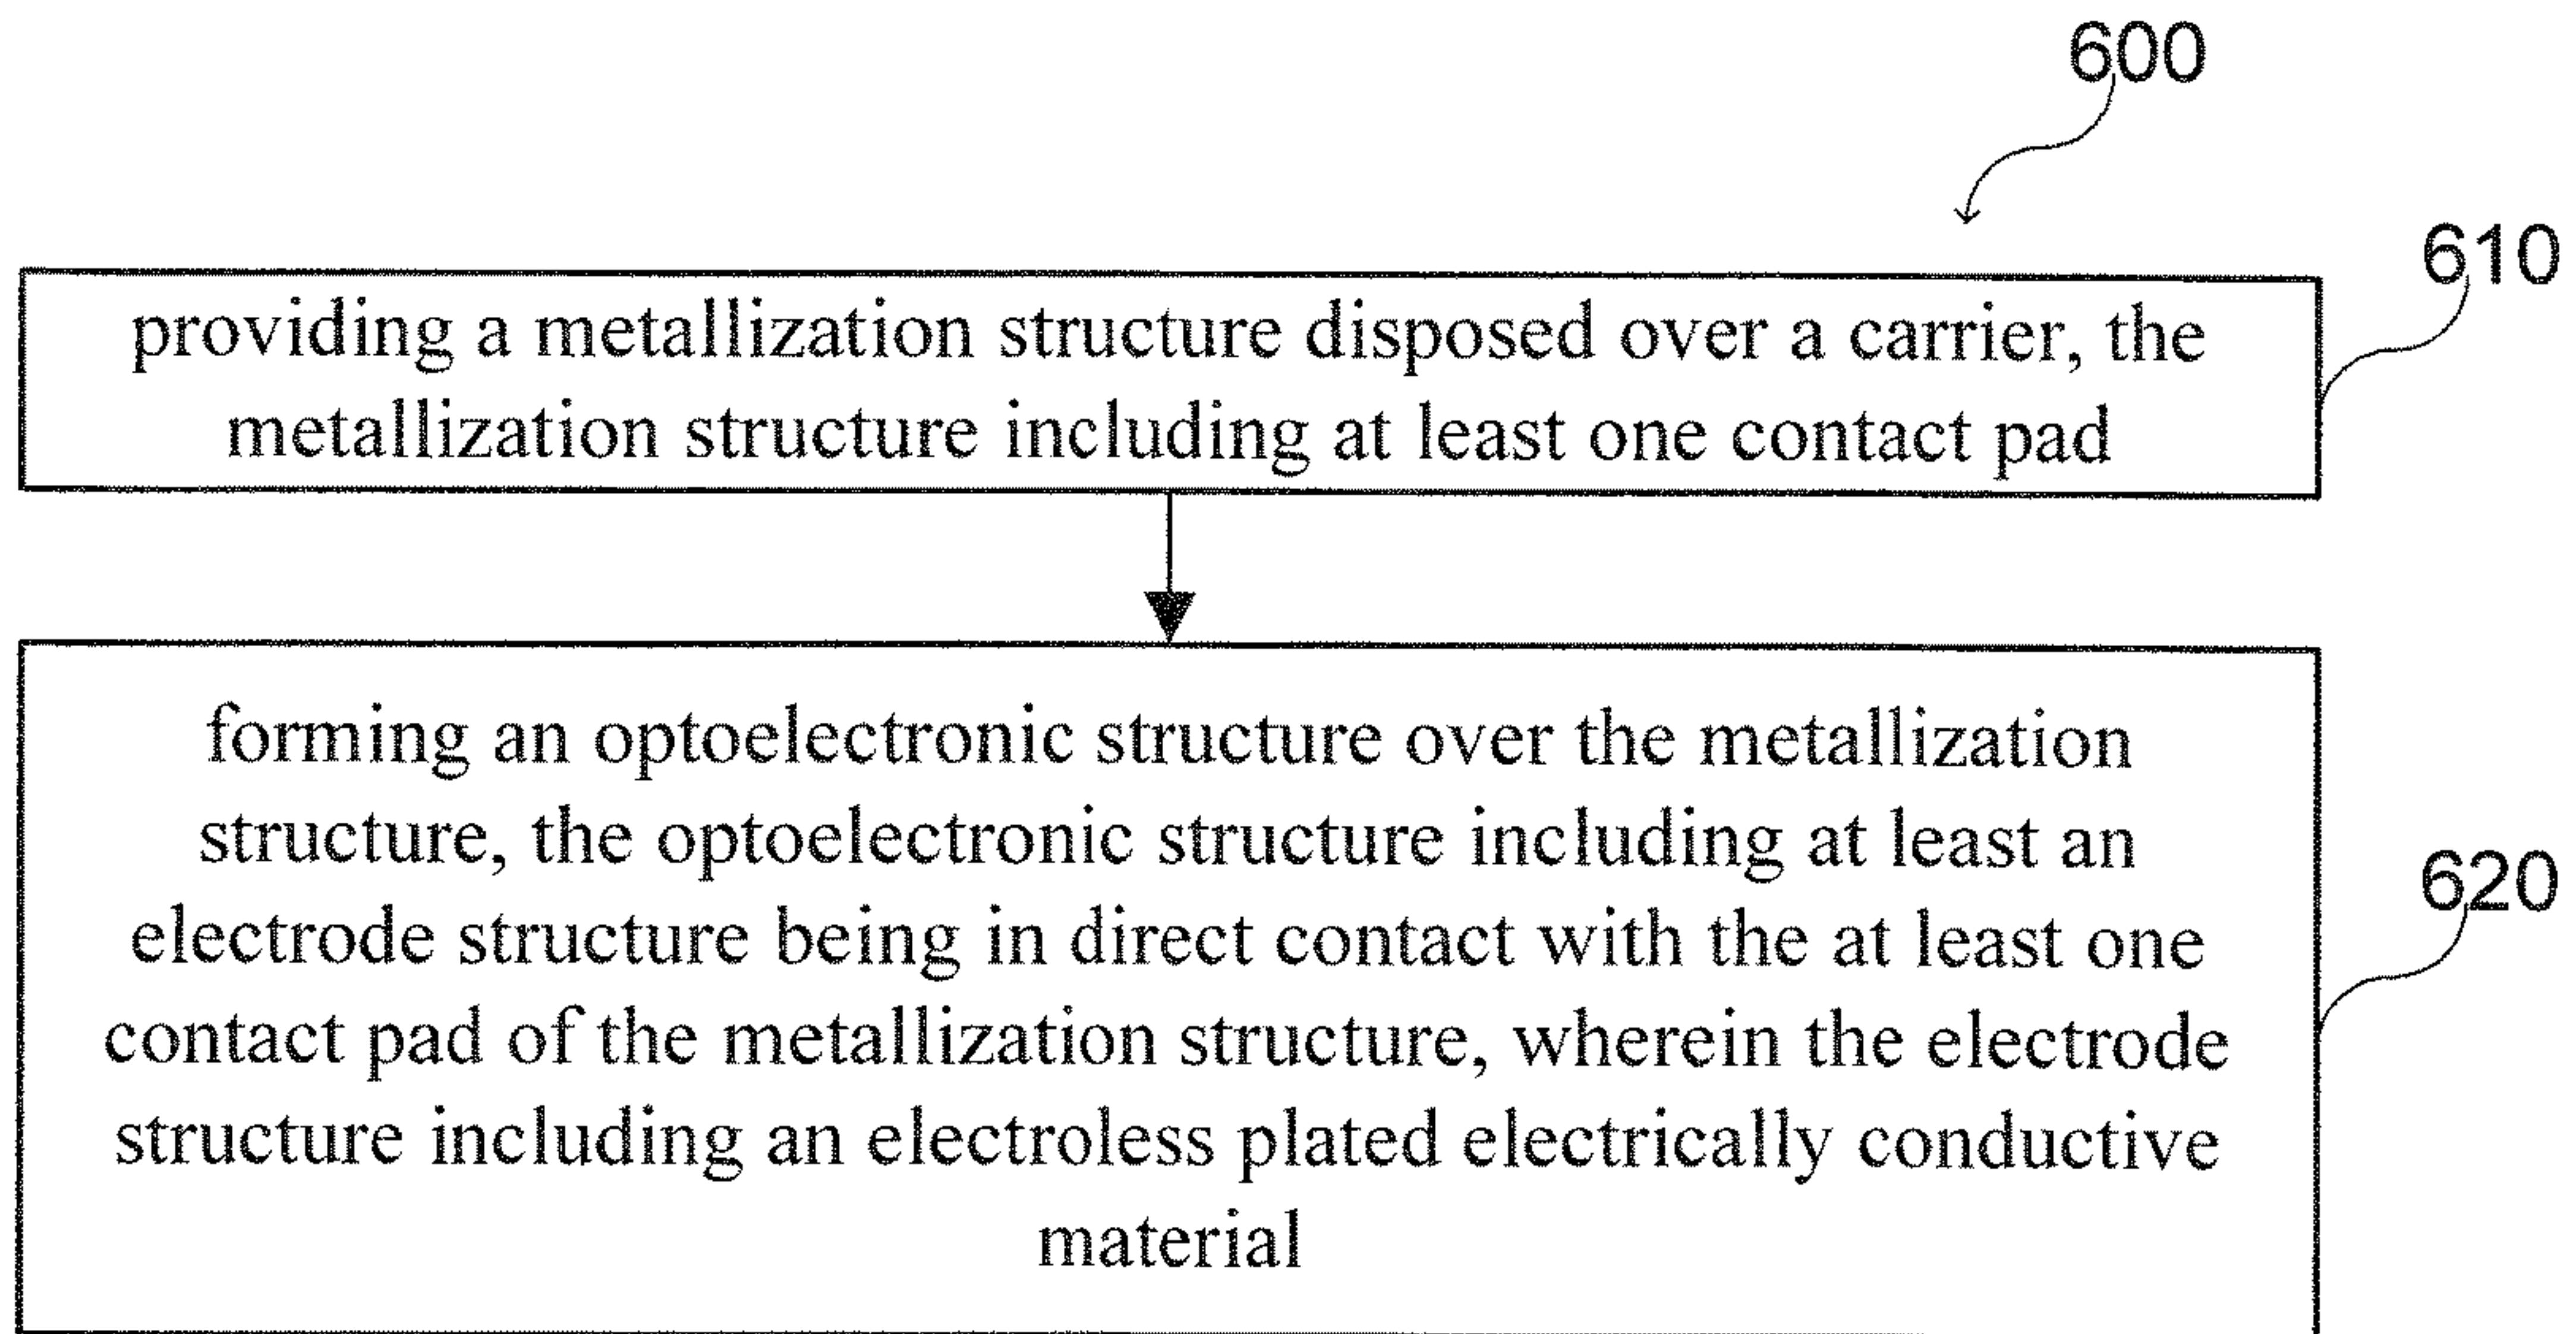 600
610
providing a metallization structure disposed over a carrier, the
metallization structure including at least one contact pad
forming an optoelectronic structure over the metallization
structure, the optoelectronic structure including at least an
electrode structure being in direct contact with the at least one
contact pad of the metallization structure, wherein the electrode
structure including an electroless plated electrically conductive
material
620